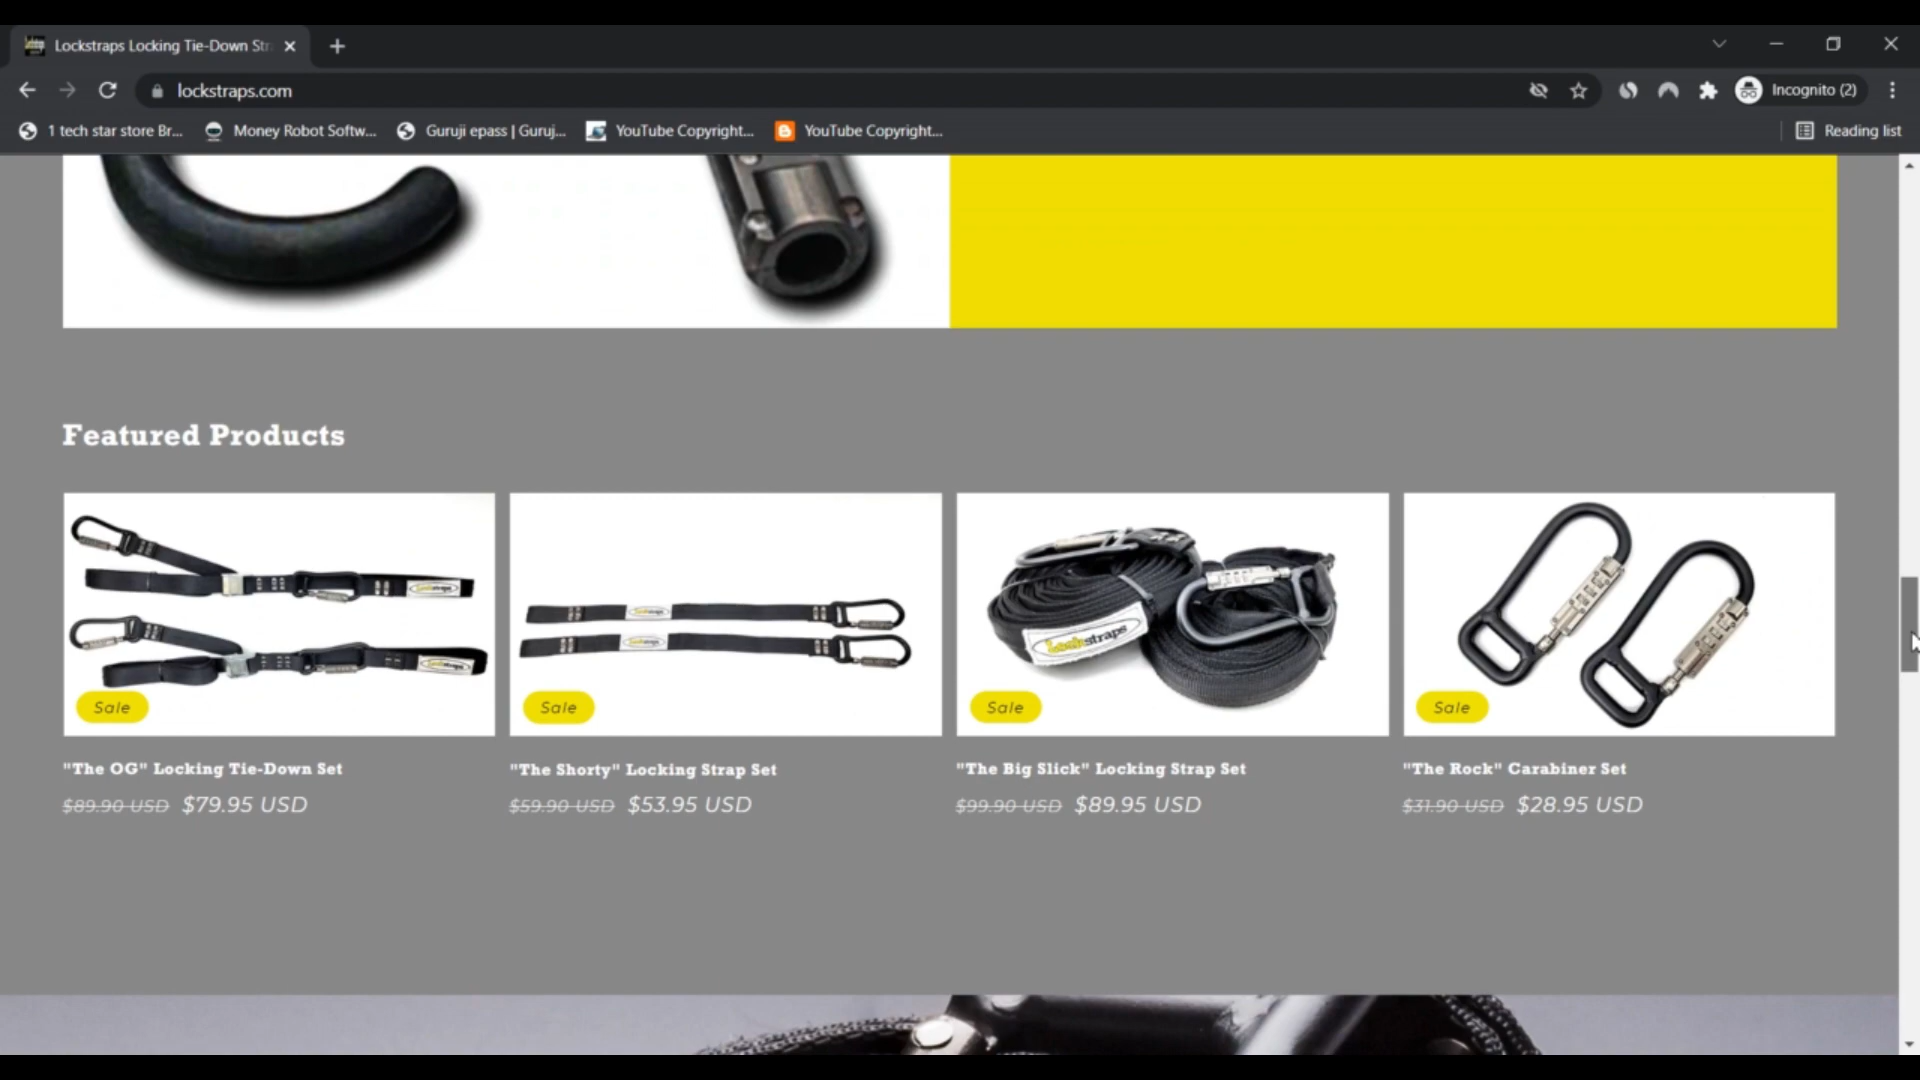 Lockstraps Locking Tie-Down Str
lockstraps.com
Incognito (2)
1 tech star store Br...
Money Robot Softw...
Guruji epass | Guruj...
YouTube Copyright...
YouTube Copyright...
Reading list
Featured Products
Lockstraps
Sale
Sale
Sale
Sale
"The OG" Locking Tie-Down Set
$89.90 USD $79.95 USD
"The Shorty" Locking Strap Set
$59.90 USD $53.95 USD
"The Big Slick" Locking Strap Set
$99.90 USD $89.95 USD
"The Rock" Carabiner Set
$31.90 USD $28.95 USD